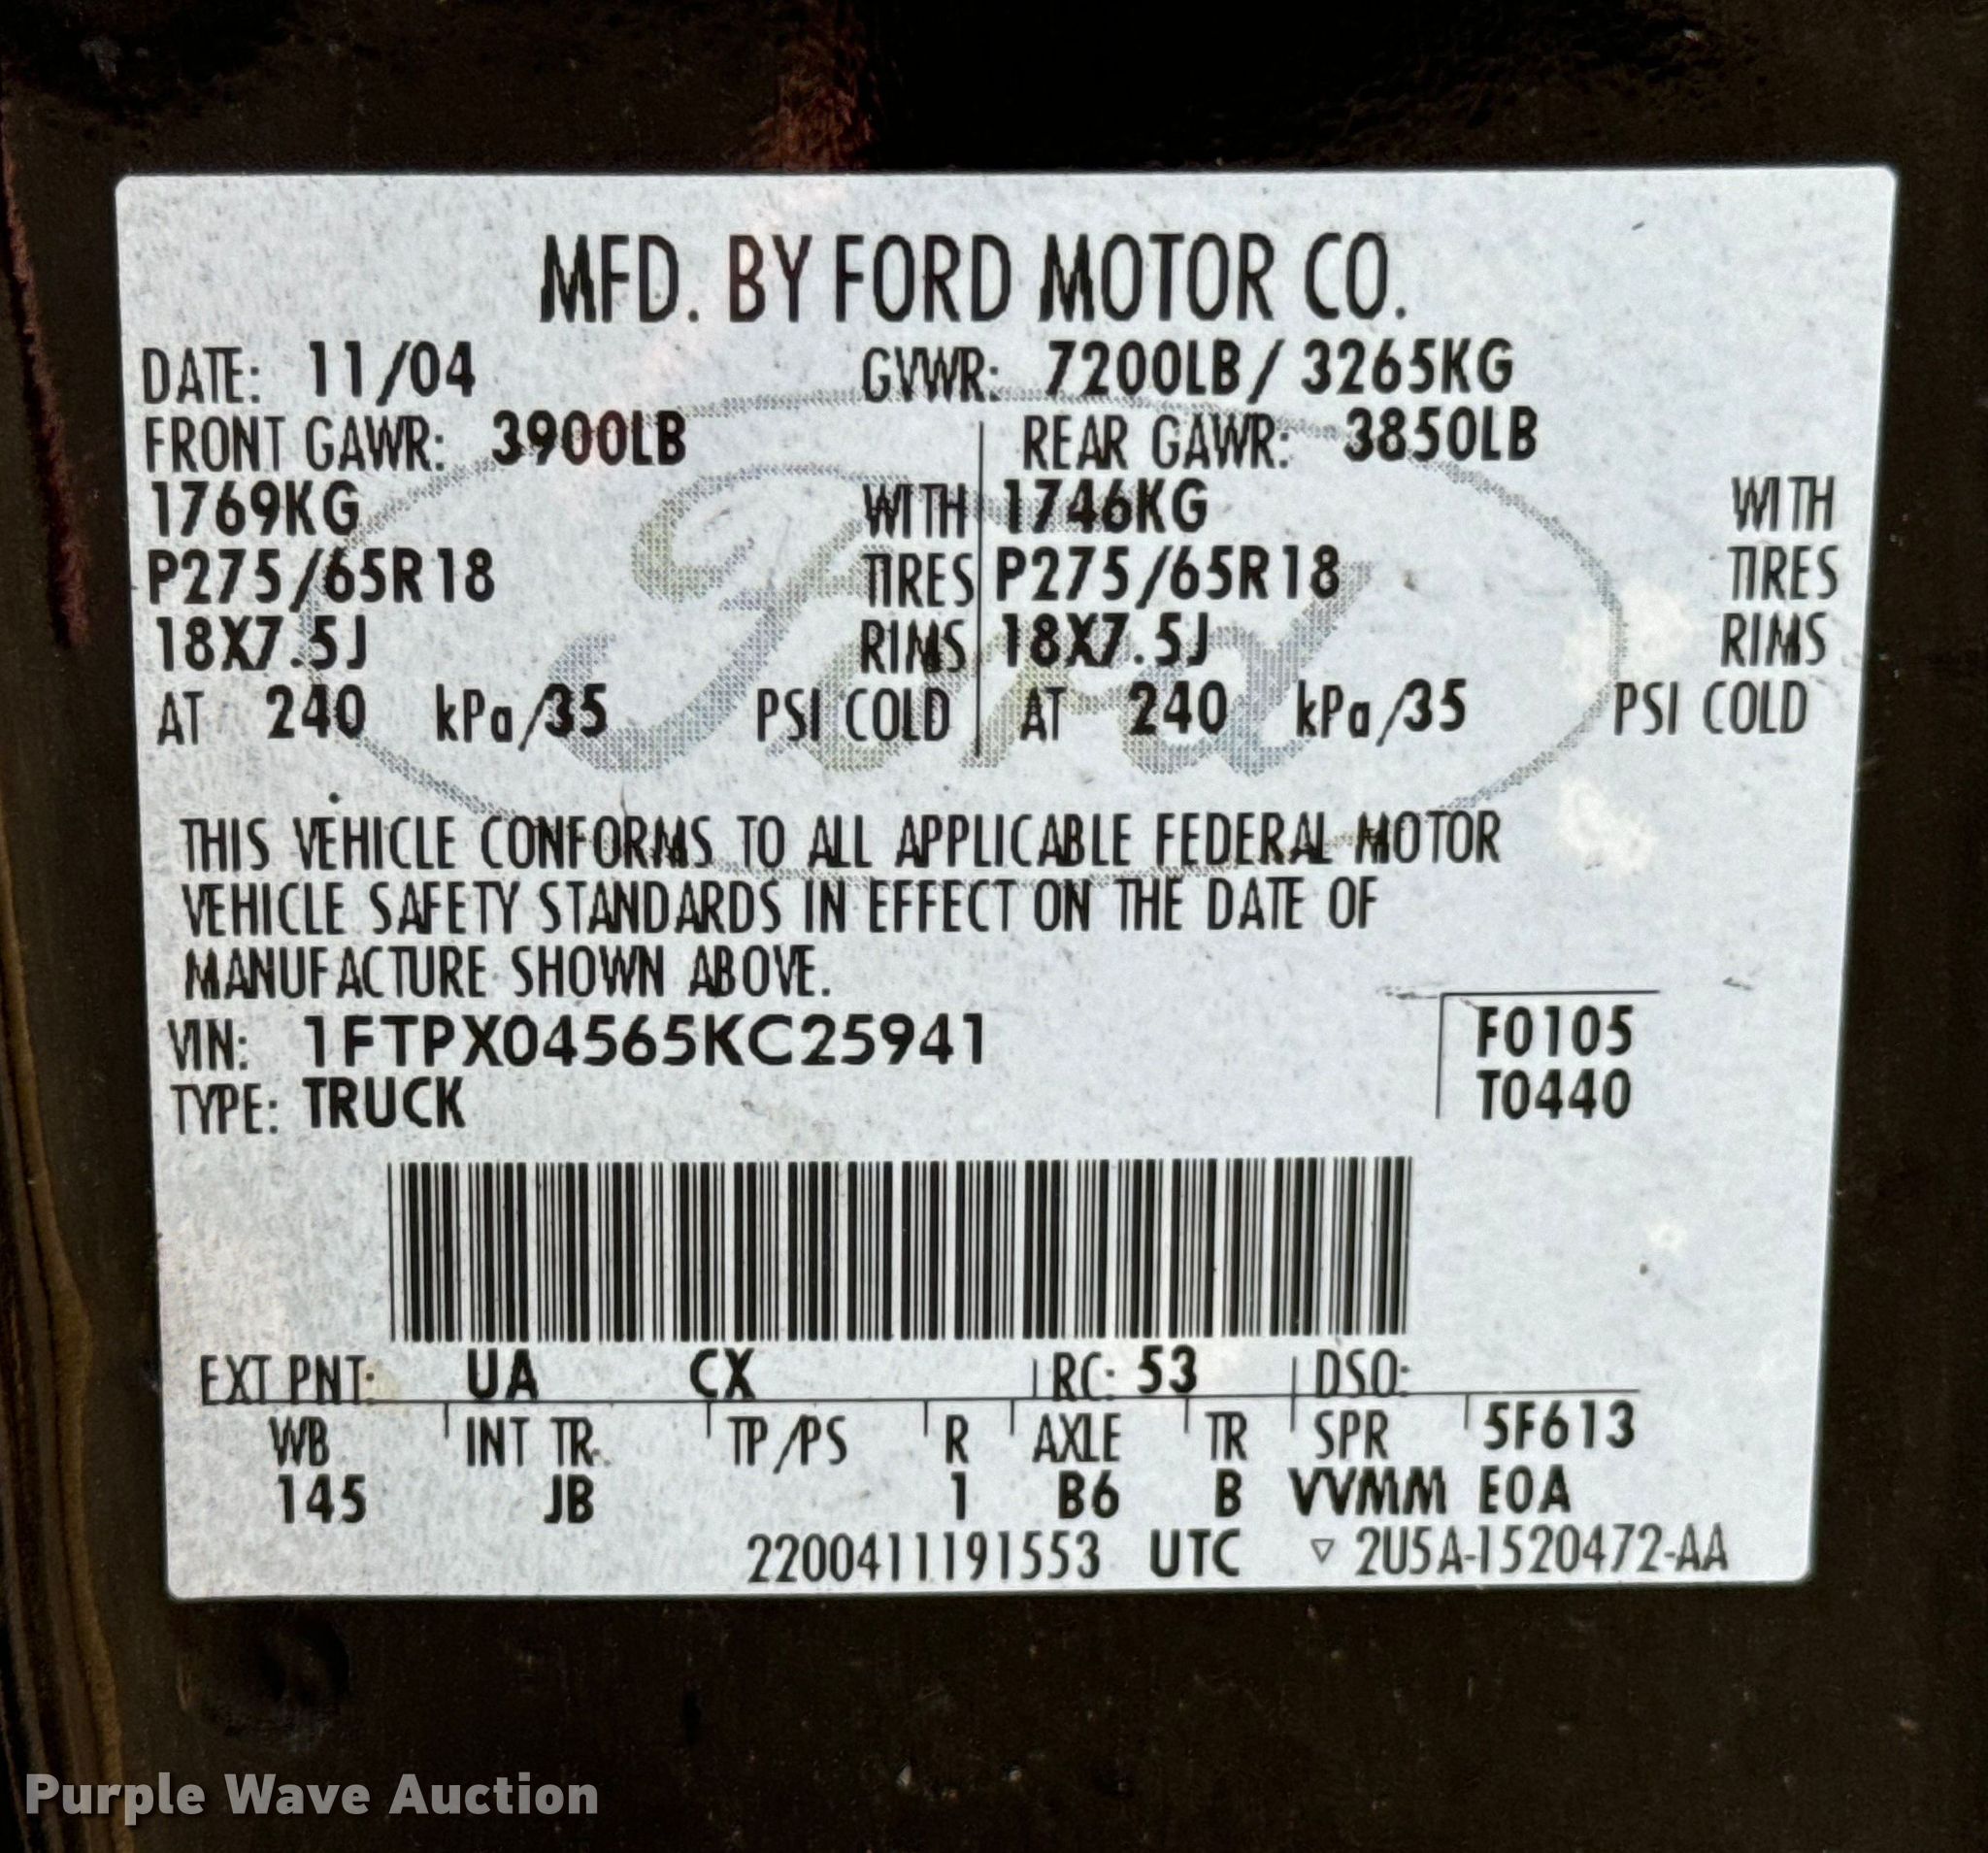 MFD. BY FORD MOTOR CO.
DATE: 11/04 GVWR: 7200LB/ 3265KG
FRONT GAWR: 3900LB REAR GAWR: 3850LB
1769KG WITH 1746KG WITH
P275/65R18 TIRES P275/65R18 TIRES
18X7.5J RIMS 18X7.5J RIMS
AT 240 kPa/35 PSI COLD AT 240 kPa/35 PSI COLD
Ford
THIS VEHICLE CONFORMS TO ALL APPLICABLE FEDERAL MOTOR
VEHICLE SAFETY STANDARDS IN EFFECT ON THE DATE OF
MANUFACTURE SHOWN ABOVE.
VIN: 1FTPX04565KC25941 F0105
TYPE: TRUCK T0440
EXT PNT: UA CX RC: 53 DSO:
WB INT TR. TP/PS R AXLE TR SPR 5F613
145 JB 1 B6 B VVMM E0A
2200411191553 UTC ▽ 2U5A-1520472-AA
Purple Wave Auction